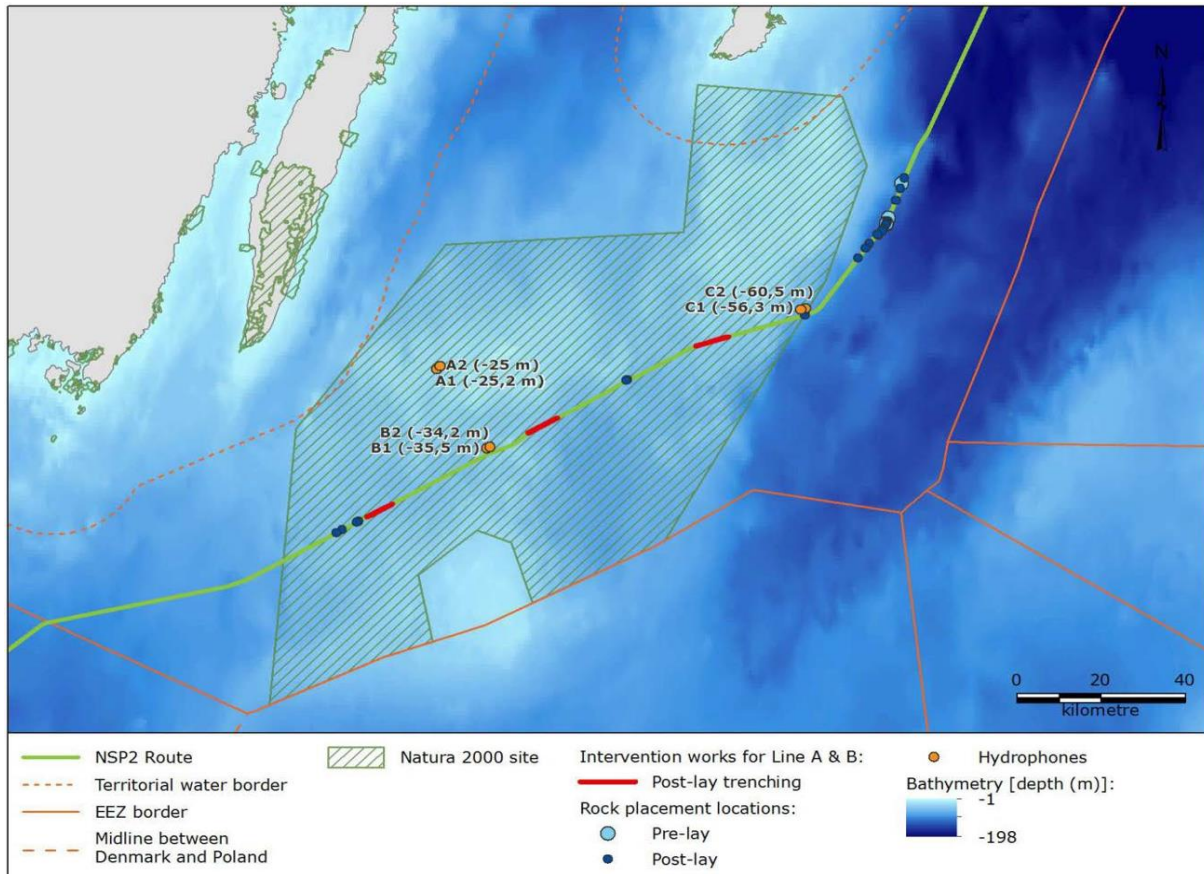 N
C2 (-60,5 m)
C1 (-56,3 m)
A2 (-25 m)
A1 (-25,2 m)
B2 (-34,2 m)
B1 (-35,5 m)
0 20 40
kilometre
NSP2 Route
Territorial water border
EEZ border
Midline between
Denmark and Poland
Natura 2000 site
Intervention works for Line A & B:
Post-lay trenching
Rock placement locations:
Pre-lay
Post-lay
Hydrophones
Bathymetry [depth (m)]:
-1
-198